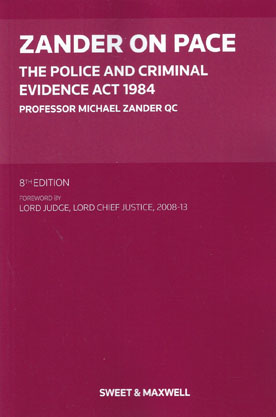 ZANDER ON PACE
THE POLICE AND CRIMINAL
EVIDENCE ACT 1984
PROFESSOR MICHAEL ZANDER QC
8TH EDITION
FOREWORD BY
LORD JUDGE, LORD CHIEF JUSTICE, 2008-13
SWEET & MAXWELL